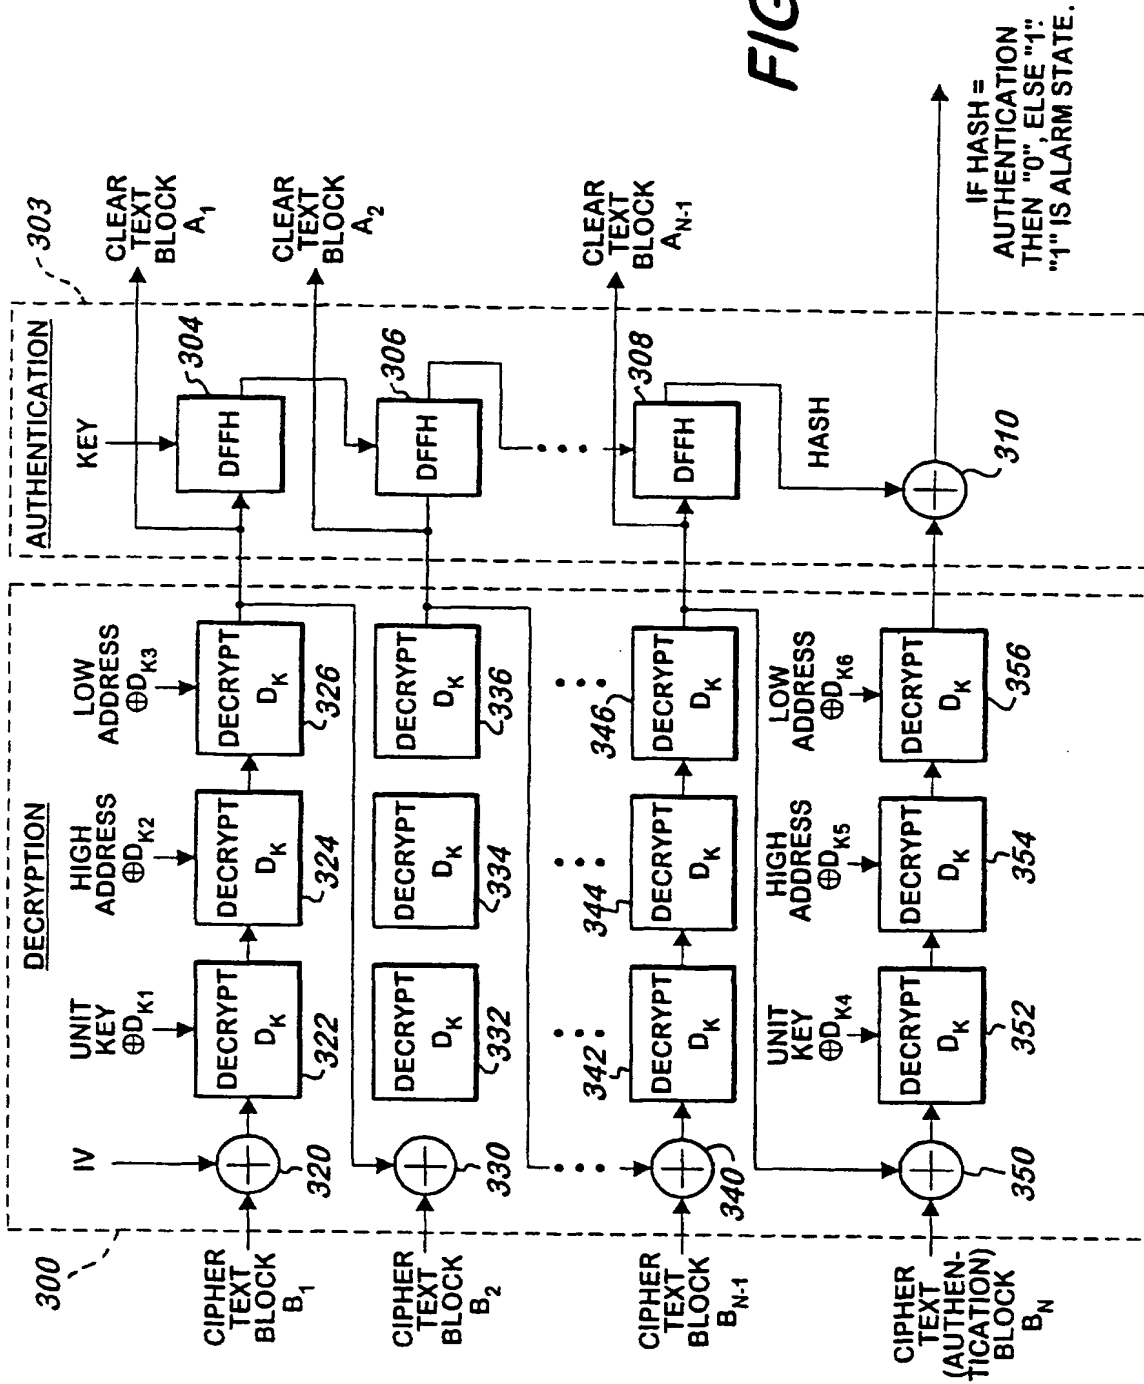 FIG
300
303
DECRYPTION
AUTHENTICATION
CIPHER
TEXT
BLOCK
B1
IV
320
UNIT
KEY
⊕DK1
DECRYPT
DK
322
HIGH
ADDRESS
⊕DK2
DECRYPT
DK
324
LOW
ADDRESS
⊕DK3
DECRYPT
DK
326
KEY
DFFH
304
CLEAR
TEXT
BLOCK
A1
CIPHER
TEXT
BLOCK
B2
330
DECRYPT
DK
332
DECRYPT
DK
334
DECRYPT
DK
336
DFFH
306
CLEAR
TEXT
BLOCK
A2
CIPHER
TEXT
BLOCK
BN-1
340
342
DECRYPT
DK
344
DECRYPT
DK
346
DECRYPT
DK
DFFH
308
CLEAR
TEXT
BLOCK
AN-1
HASH
CIPHER
TEXT
(AUTHEN-
TICATION)
BLOCK
BN
350
UNIT
KEY
⊕DK4
DECRYPT
DK
352
HIGH
ADDRESS
⊕DK5
DECRYPT
DK
354
LOW
ADDRESS
⊕DK6
DECRYPT
DK
356
310
IF HASH =
AUTHENTICATION
THEN "0", ELSE "1".
"1" IS ALARM STATE.